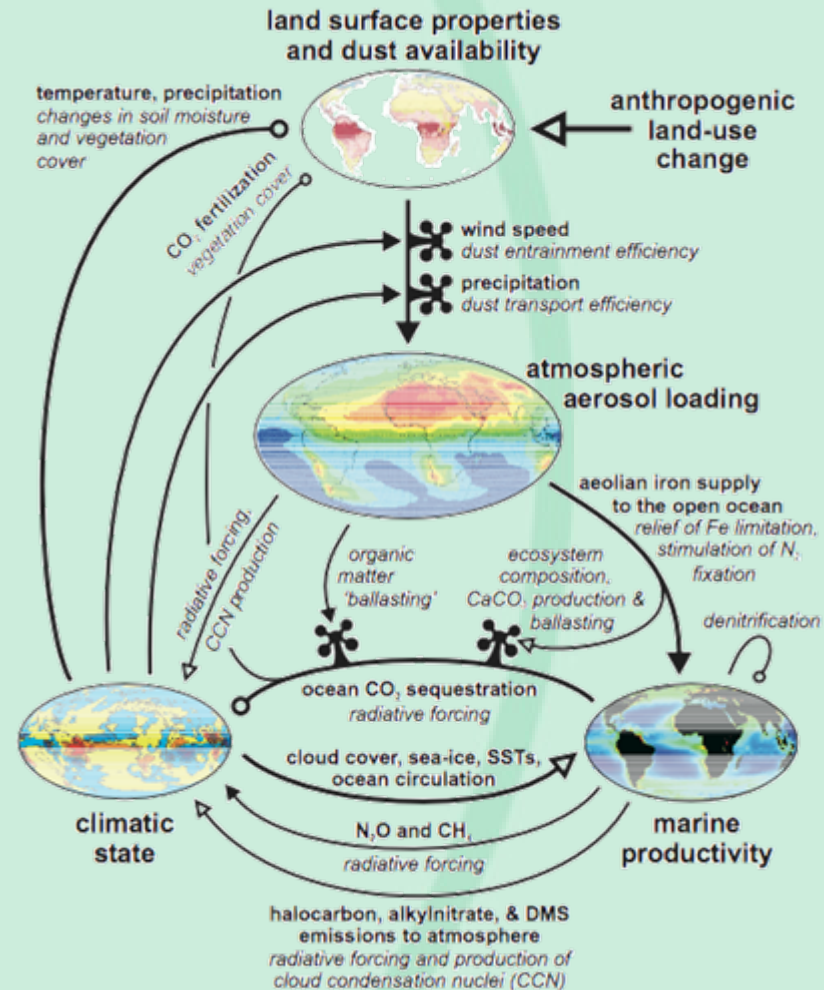 land surface properties
and dust availability
temperature, precipitation
changes in soil moisture
and vegetation
cover
anthropogenic
land-use
change
CO₂ fertilization
vegetation cover
wind speed
dust entrainment efficiency
precipitation
dust transport efficiency
atmospheric
aerosol loading
aeolian iron supply
to the open ocean
relief of Fe limitation,
stimulation of N₂
fixation
radiative forcing,
CCN production
organic
matter
'ballasting'
ecosystem
composition,
CaCO₃ production &
ballasting
denitrification
ocean CO₂ sequestration
radiative forcing
cloud cover, sea-ice, SSTs,
ocean circulation
climatic
state
marine
productivity
N₂O and CH₄
radiative forcing
halocarbon, alkylnitrate, & DMS
emissions to atmosphere
radiative forcing and production of
cloud condensation nuclei (CCN)